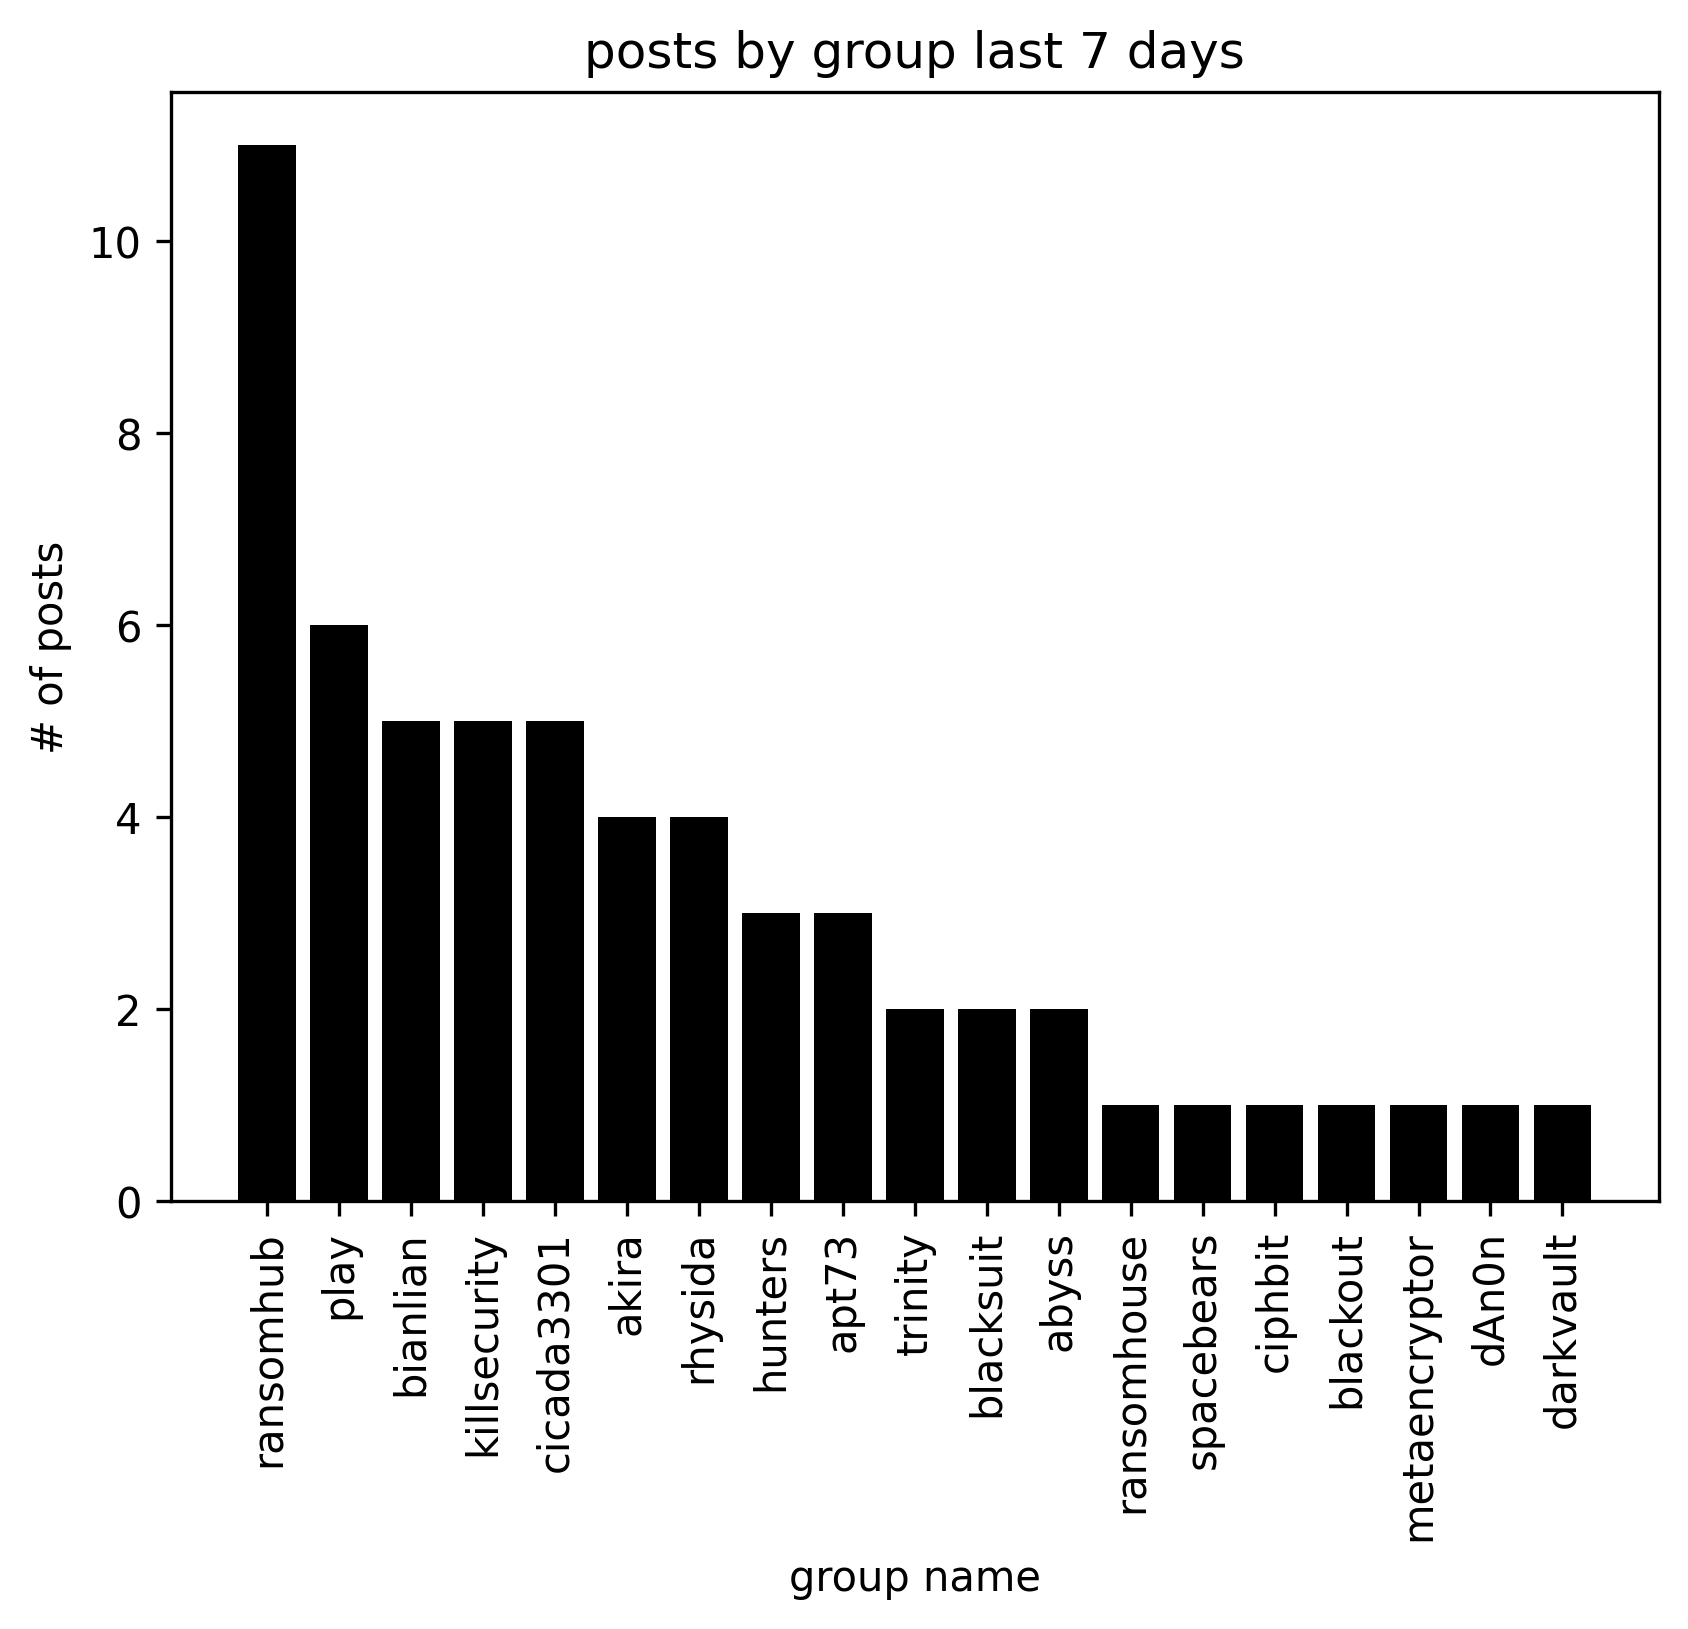 posts by group last 7 days
# of posts
10
8
6
4
2
0
ransomhub
play
bianlian
killsecurity
cicada3301
akira
rhysida
hunters
apt73
trinity
blacksuit
abyss
ransomhouse
spacebears
ciphbit
blackout
metaencryptor
dAn0n
darkvault
group name